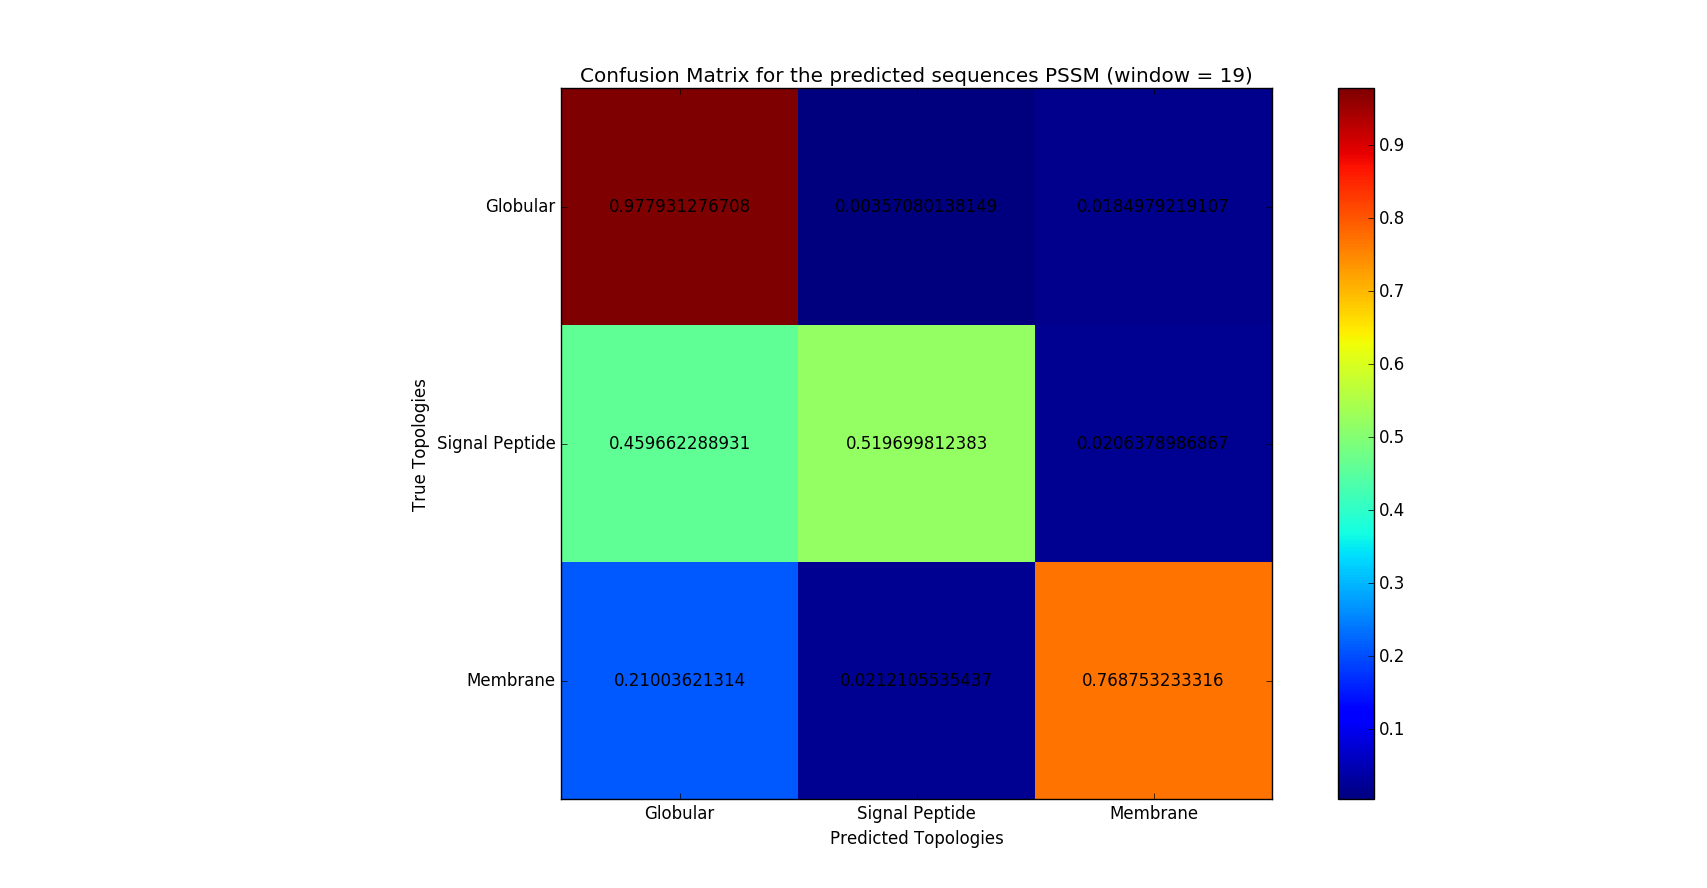 Confusion Matrix for the predicted sequences PSSM (window = 19)
Globular 0.977931276708 0.00357080138149 0.0184979219107
Signal Peptide 0.459662288931 0.519699812383 0.0206378986867
Membrane 0.21003621314 0.0212105535437 0.768753233316
True Topologies
Globular Signal Peptide Membrane
Predicted Topologies
0.9
0.8
0.7
0.6
0.5
0.4
0.3
0.2
0.1